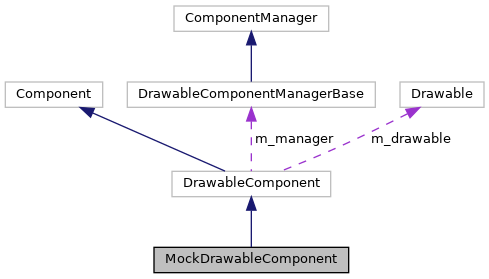 ComponentManager
Component
DrawableComponentManagerBase
Drawable
m_manager
m_drawable
DrawableComponent
MockDrawableComponent